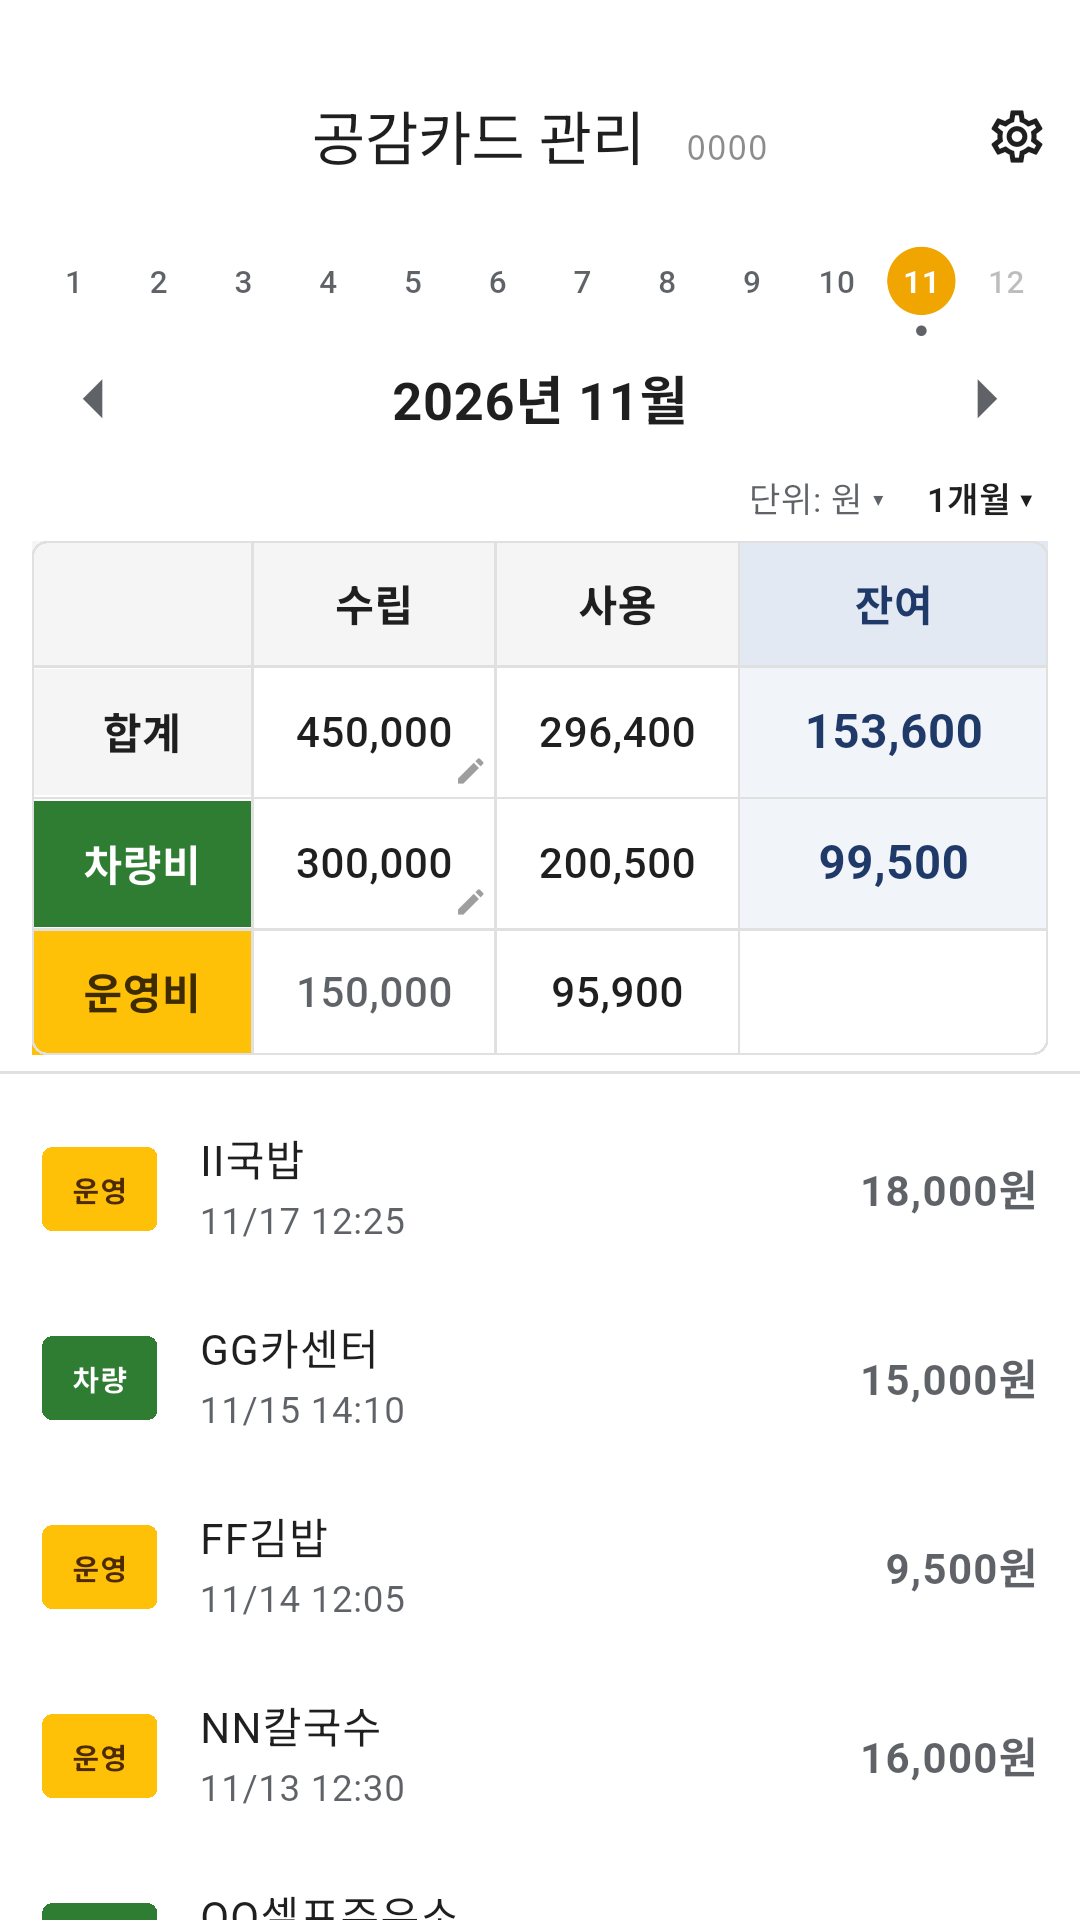 공감카드 관리 0000
1 2 3 4 5 6 7 8 9 10 11 12
2026년 11월
단위: 원 ▾ 1개월 ▾
수립 사용 잔여
합계 450,000 296,400 153,600
차량비 300,000 200,500 99,500
운영비 150,000 95,900
운영 II국밥 18,000원
11/17 12:25
차량 GG카센터 15,000원
11/15 14:10
운영 FF김밥 9,500원
11/14 12:05
운영 NN칼국수 16,000원
11/13 12:30